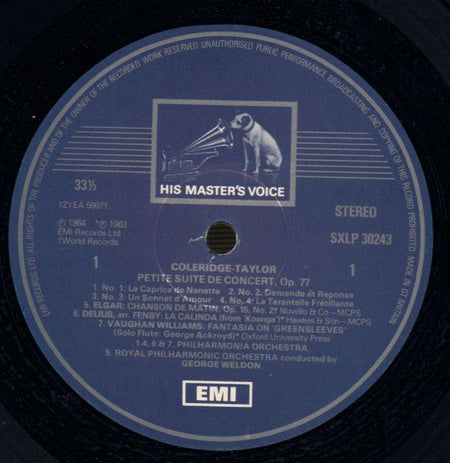 EMI RECORDS LTD. ALL RIGHTS OF THE PRODUCER AND OF THE OWNER OF THE RECORDED WORK RESERVED UNAUTHORISED PUBLIC PERFORMANCE BROADCASTING AND COPYING OF THIS RECORD PROHIBITED. MADE IN GT BRITAIN
HIS MASTER'S VOICE
33⅓
12YEA 59071
STEREO
SXLP 30243
℗ 1964 *℗ 1963
EMI Records Ltd
†World Records
1
1
COLERIDGE-TAYLOR
PETITE SUITE DE CONCERT, Op. 77
1. No. 1: La Caprice de Nanette 2. No. 2: Demande et Réponse
3. No. 3: Un Sonnet d'Amour 4. No. 4: La Tarantelle Frétillante
5. ELGAR: CHANSON DE MATIN, Op. 15, No. 2† Novello & Co—MCPS
6. DELIUS, arr. FENBY: LA CALINDA (from 'Koanga')* Hawkes & Son—MCPS
7. VAUGHAN WILLIAMS: FANTASIA ON 'GREENSLEEVES'
(Solo Flute: George Ackroyd)* Oxford University Press
1-4, 6 & 7. PHILHARMONIA ORCHESTRA
5. ROYAL PHILHARMONIC ORCHESTRA conducted by
GEORGE WELDON
EMI